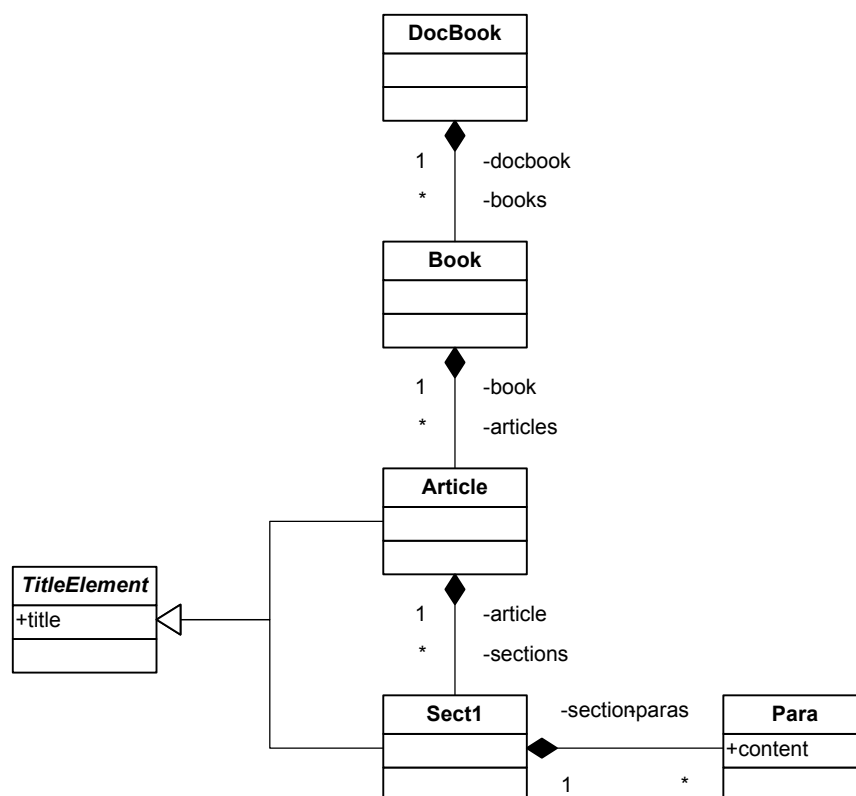 DocBook
1 -docbook
* -books
Book
1 -book
* -articles
Article
TitleElement
+title
1 -article
* -sections
Sect1
-section -paras
Para
+content
1 *